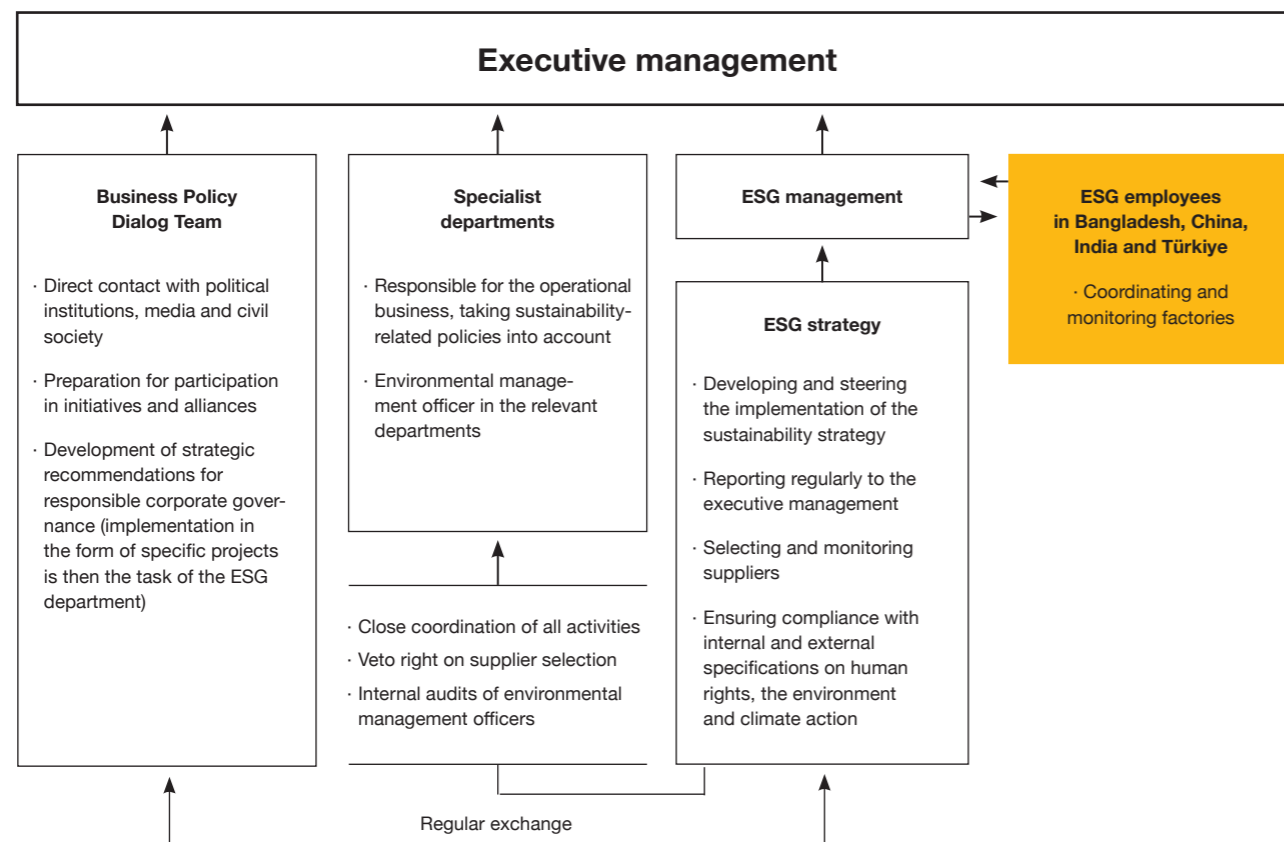 Executive management
Business Policy
Dialog Team
· Direct contact with political
institutions, media and civil
society
· Preparation for participation
in initiatives and alliances
· Development of strategic
recommendations for
responsible corporate gover-
nance (implementation in
the form of specific projects
is then the task of the ESG
department)
Specialist
departments
· Responsible for the operational
business, taking sustainability-
related policies into account
· Environmental manage-
ment officer in the relevant
departments
· Close coordination of all activities
· Veto right on supplier selection
· Internal audits of environmental
management officers
ESG management
ESG strategy
· Developing and steering
the implementation of the
sustainability strategy
· Reporting regularly to the
executive management
· Selecting and monitoring
suppliers
· Ensuring compliance with
internal and external
specifications on human
rights, the environment
and climate action
ESG employees
in Bangladesh, China,
India and Türkiye
· Coordinating and
monitoring factories
Regular exchange